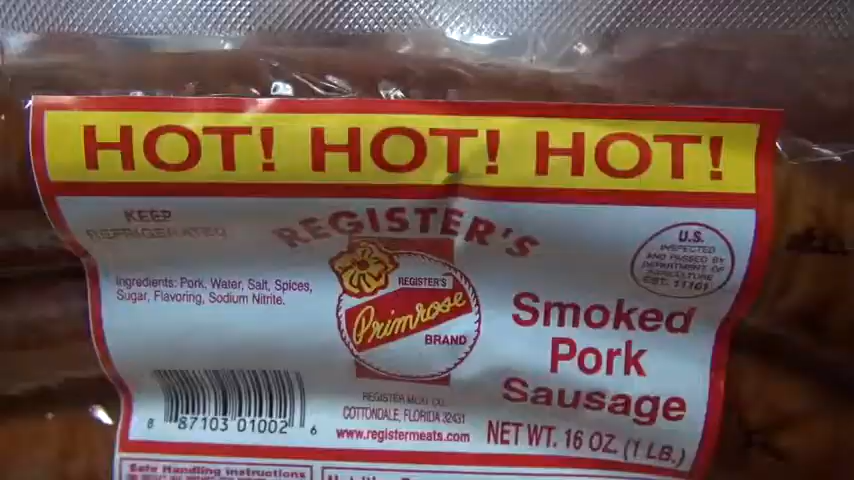 HOT! HOT! HOT!
KEEP
REFRIGERATED
REGISTER'S
U.S.
INSPECTED
AND PASSED BY
DEPARTMENT OF
AGRICULTURE
EST. 11161
Ingredients: Pork, Water, Salt, Spices,
Sugar, Flavoring, Sodium Nitrite.
REGISTER'S
Primrose
BRAND
Smoked
Pork
Sausage
REGISTER MEAT CO.
COTTONDALE, FLORIDA 32431
www.registermeats.com
NET WT. 16 OZ. (1 LB.)
8 87103 01002 6
Safe Handling Instructions